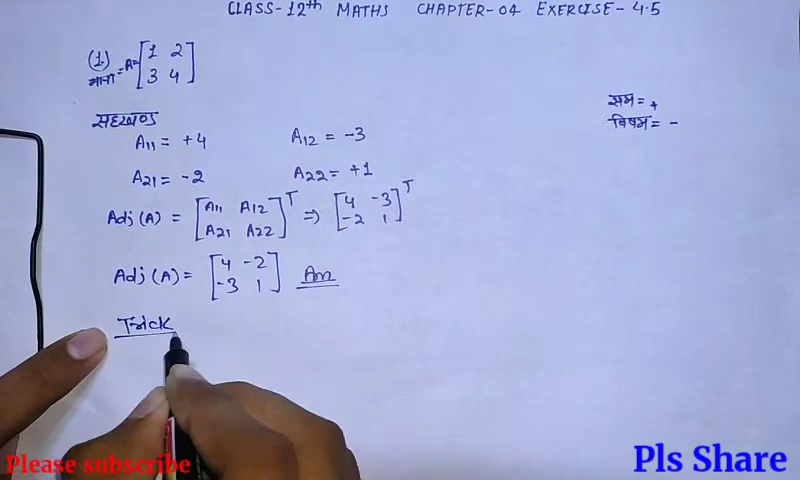 CLASS-12th MATHS CHAPTER-04 EXERCISE-4.5
(1.) माना = A = [1 2
3 4]
सम = +
विषम = -
सहखण्ड
A11 = +4 A12 = -3
A21 = -2 A22 = +1
Adj (A) = [A11 A12 A21 A22]T ⇒ [4 -3 -2 1]T
Adj (A) = [4 -2 -3 1] Ans
Trick
Please subscribe
Pls Share